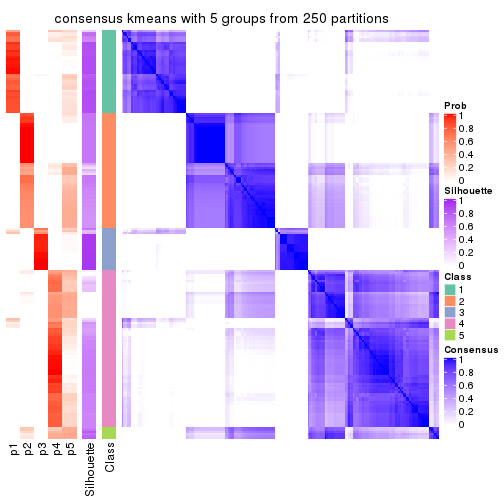 consensus kmeans with 5 groups from 250 partitions
Prob
1
0.8
0.6
0.4
0.2
0
Silhouette
1
0.8
0.6
0.4
0.2
0
Class
1
2
3
4
5
Consensus
1
0.8
0.6
0.4
0.2
0
p1
p2
p3
p4
p5
Silhouette
Class